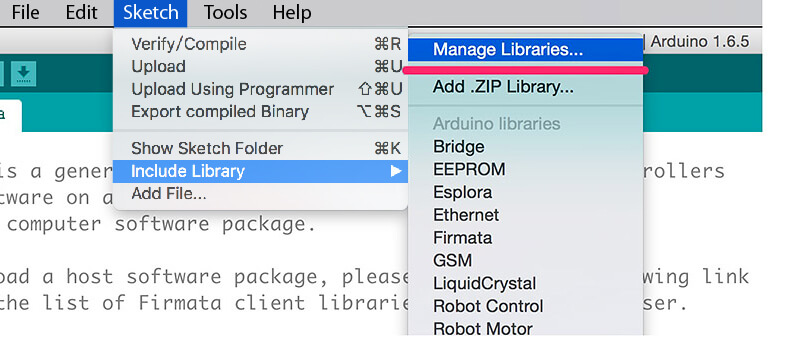 File Edit Sketch Tools Help
Verify/Compile ⌘R
Upload ⌘U
Upload Using Programmer ⇧⌘U
Export compiled Binary ⌥⌘S
Show Sketch Folder ⌘K
Include Library ▶
Add File...
Manage Libraries...
Add .ZIP Library...
Arduino libraries
Bridge
EEPROM
Esplora
Ethernet
Firmata
GSM
LiquidCrystal
Robot Control
Robot Motor
| Arduino 1.6.5
a
is a gener rollers
tware on a
computer software package.
oad a host software package, please wing link
the list of Firmata client librarie ser.